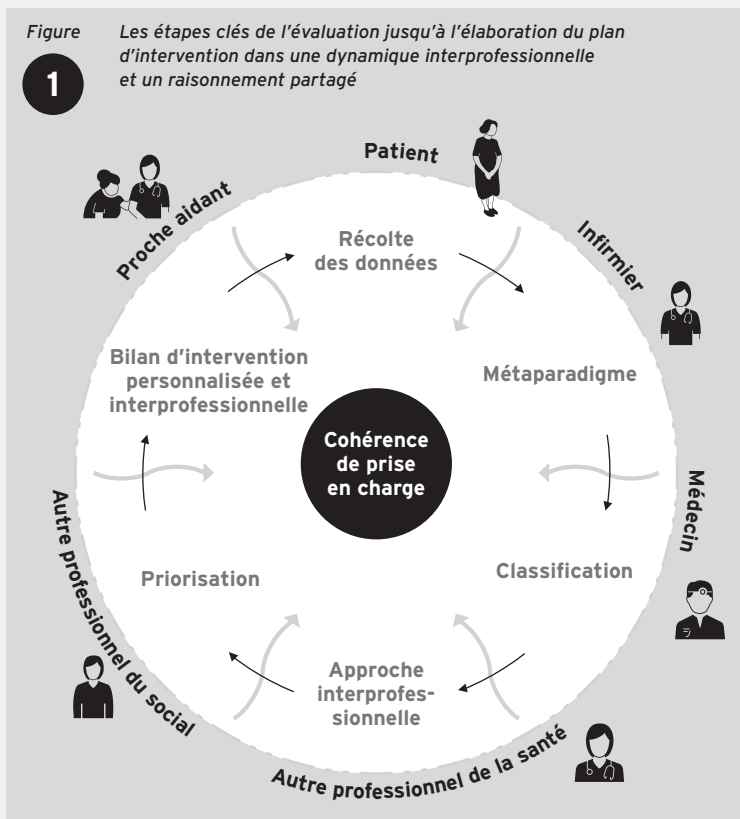 Figure
1
Les étapes clés de l’évaluation jusqu’à l’élaboration du plan
d’intervention dans une dynamique interprofessionnelle
et un raisonnement partagé
Patient
Infirmier
Médecin
Autre professionnel de la santé
Autre professionnel du social
Proche aidant
Récolte
des données
Métaparadigme
Classification
Approche
interprofes-
sionnelle
Priorisation
Bilan d’intervention
personnalisée et
interprofessionnelle
Cohérence
de prise
en charge